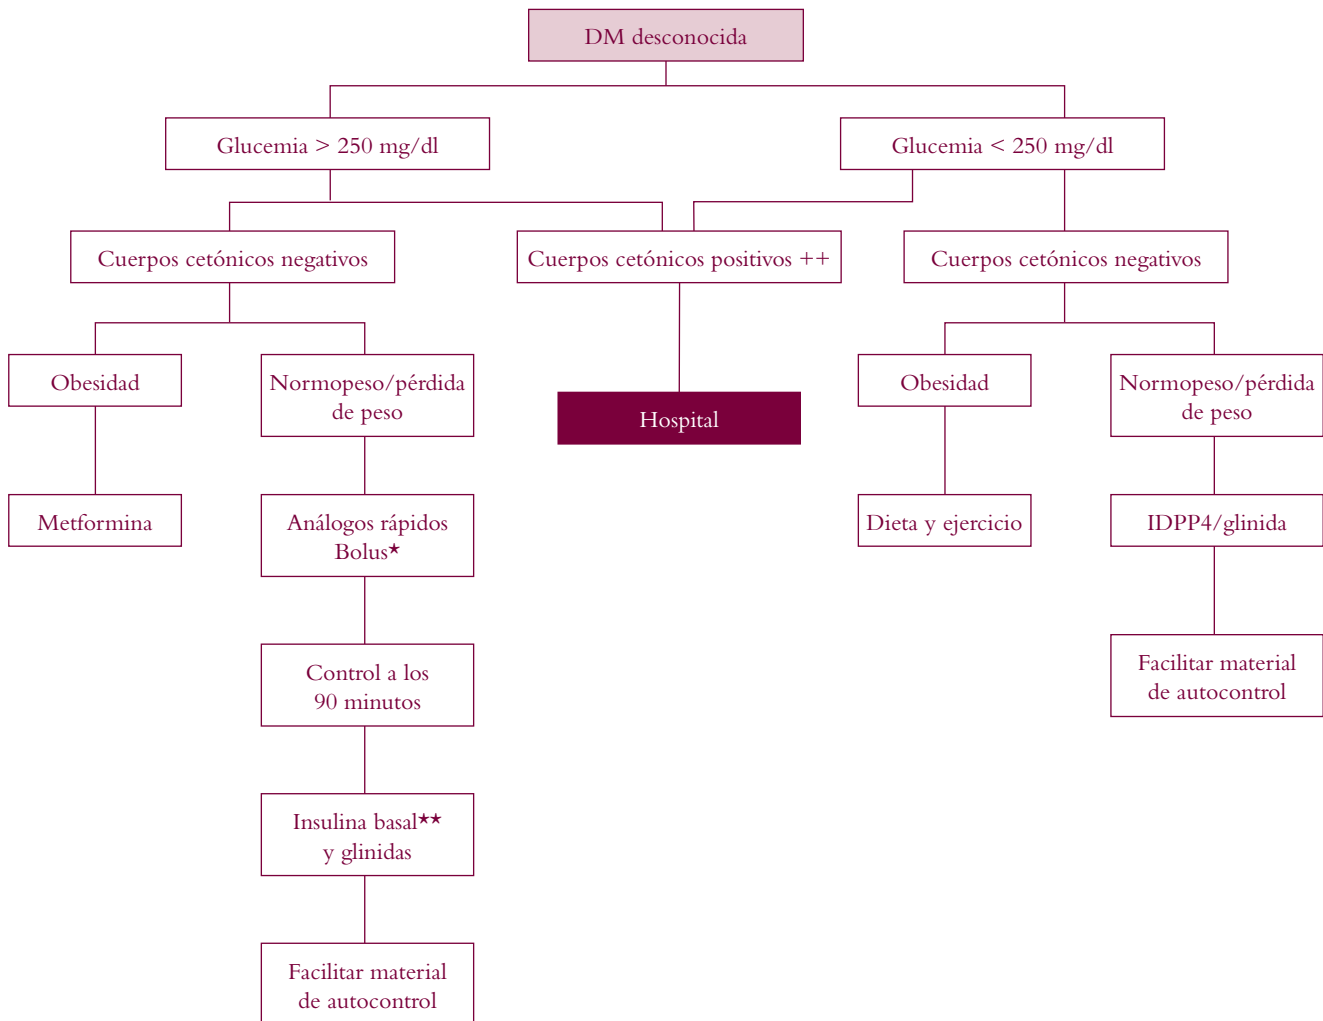 DM desconocida
Glucemia > 250 mg/dl
Glucemia < 250 mg/dl
Cuerpos cetónicos negativos
Cuerpos cetónicos positivos ++
Cuerpos cetónicos negativos
Obesidad
Normopeso/pérdida
de peso
Hospital
Obesidad
Normopeso/pérdida
de peso
Metformina
Análogos rápidos
Bolus★
Dieta y ejercicio
IDPP4/glinida
Control a los
90 minutos
Facilitar material
de autocontrol
Insulina basal★★
y glinidas
Facilitar material
de autocontrol